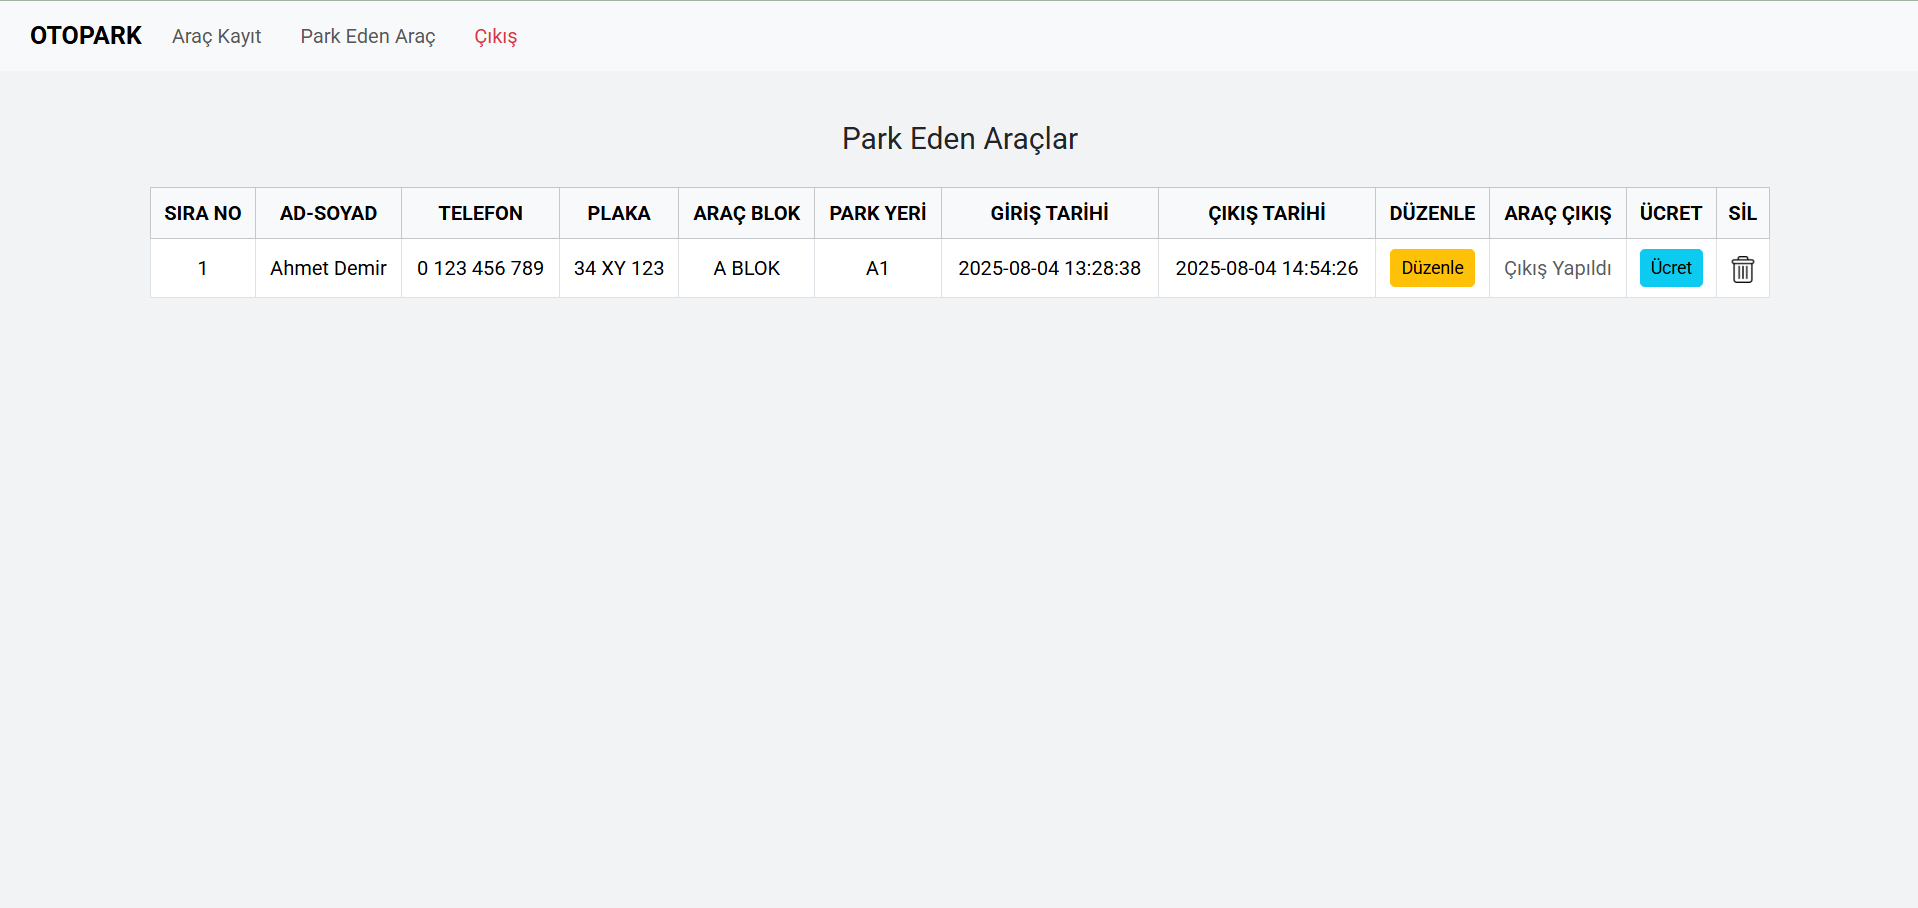 OTOPARK Araç Kayıt Park Eden Araç Çıkış
Park Eden Araçlar
SIRA NO AD-SOYAD TELEFON PLAKA ARAÇ BLOK PARK YERİ GİRİŞ TARİHİ ÇIKIŞ TARİHİ DÜZENLE ARAÇ ÇIKIŞ ÜCRET SİL
1 Ahmet Demir 0 123 456 789 34 XY 123 A BLOK A1 2025-08-04 13:28:38 2025-08-04 14:54:26 Düzenle Çıkış Yapıldı Ücret